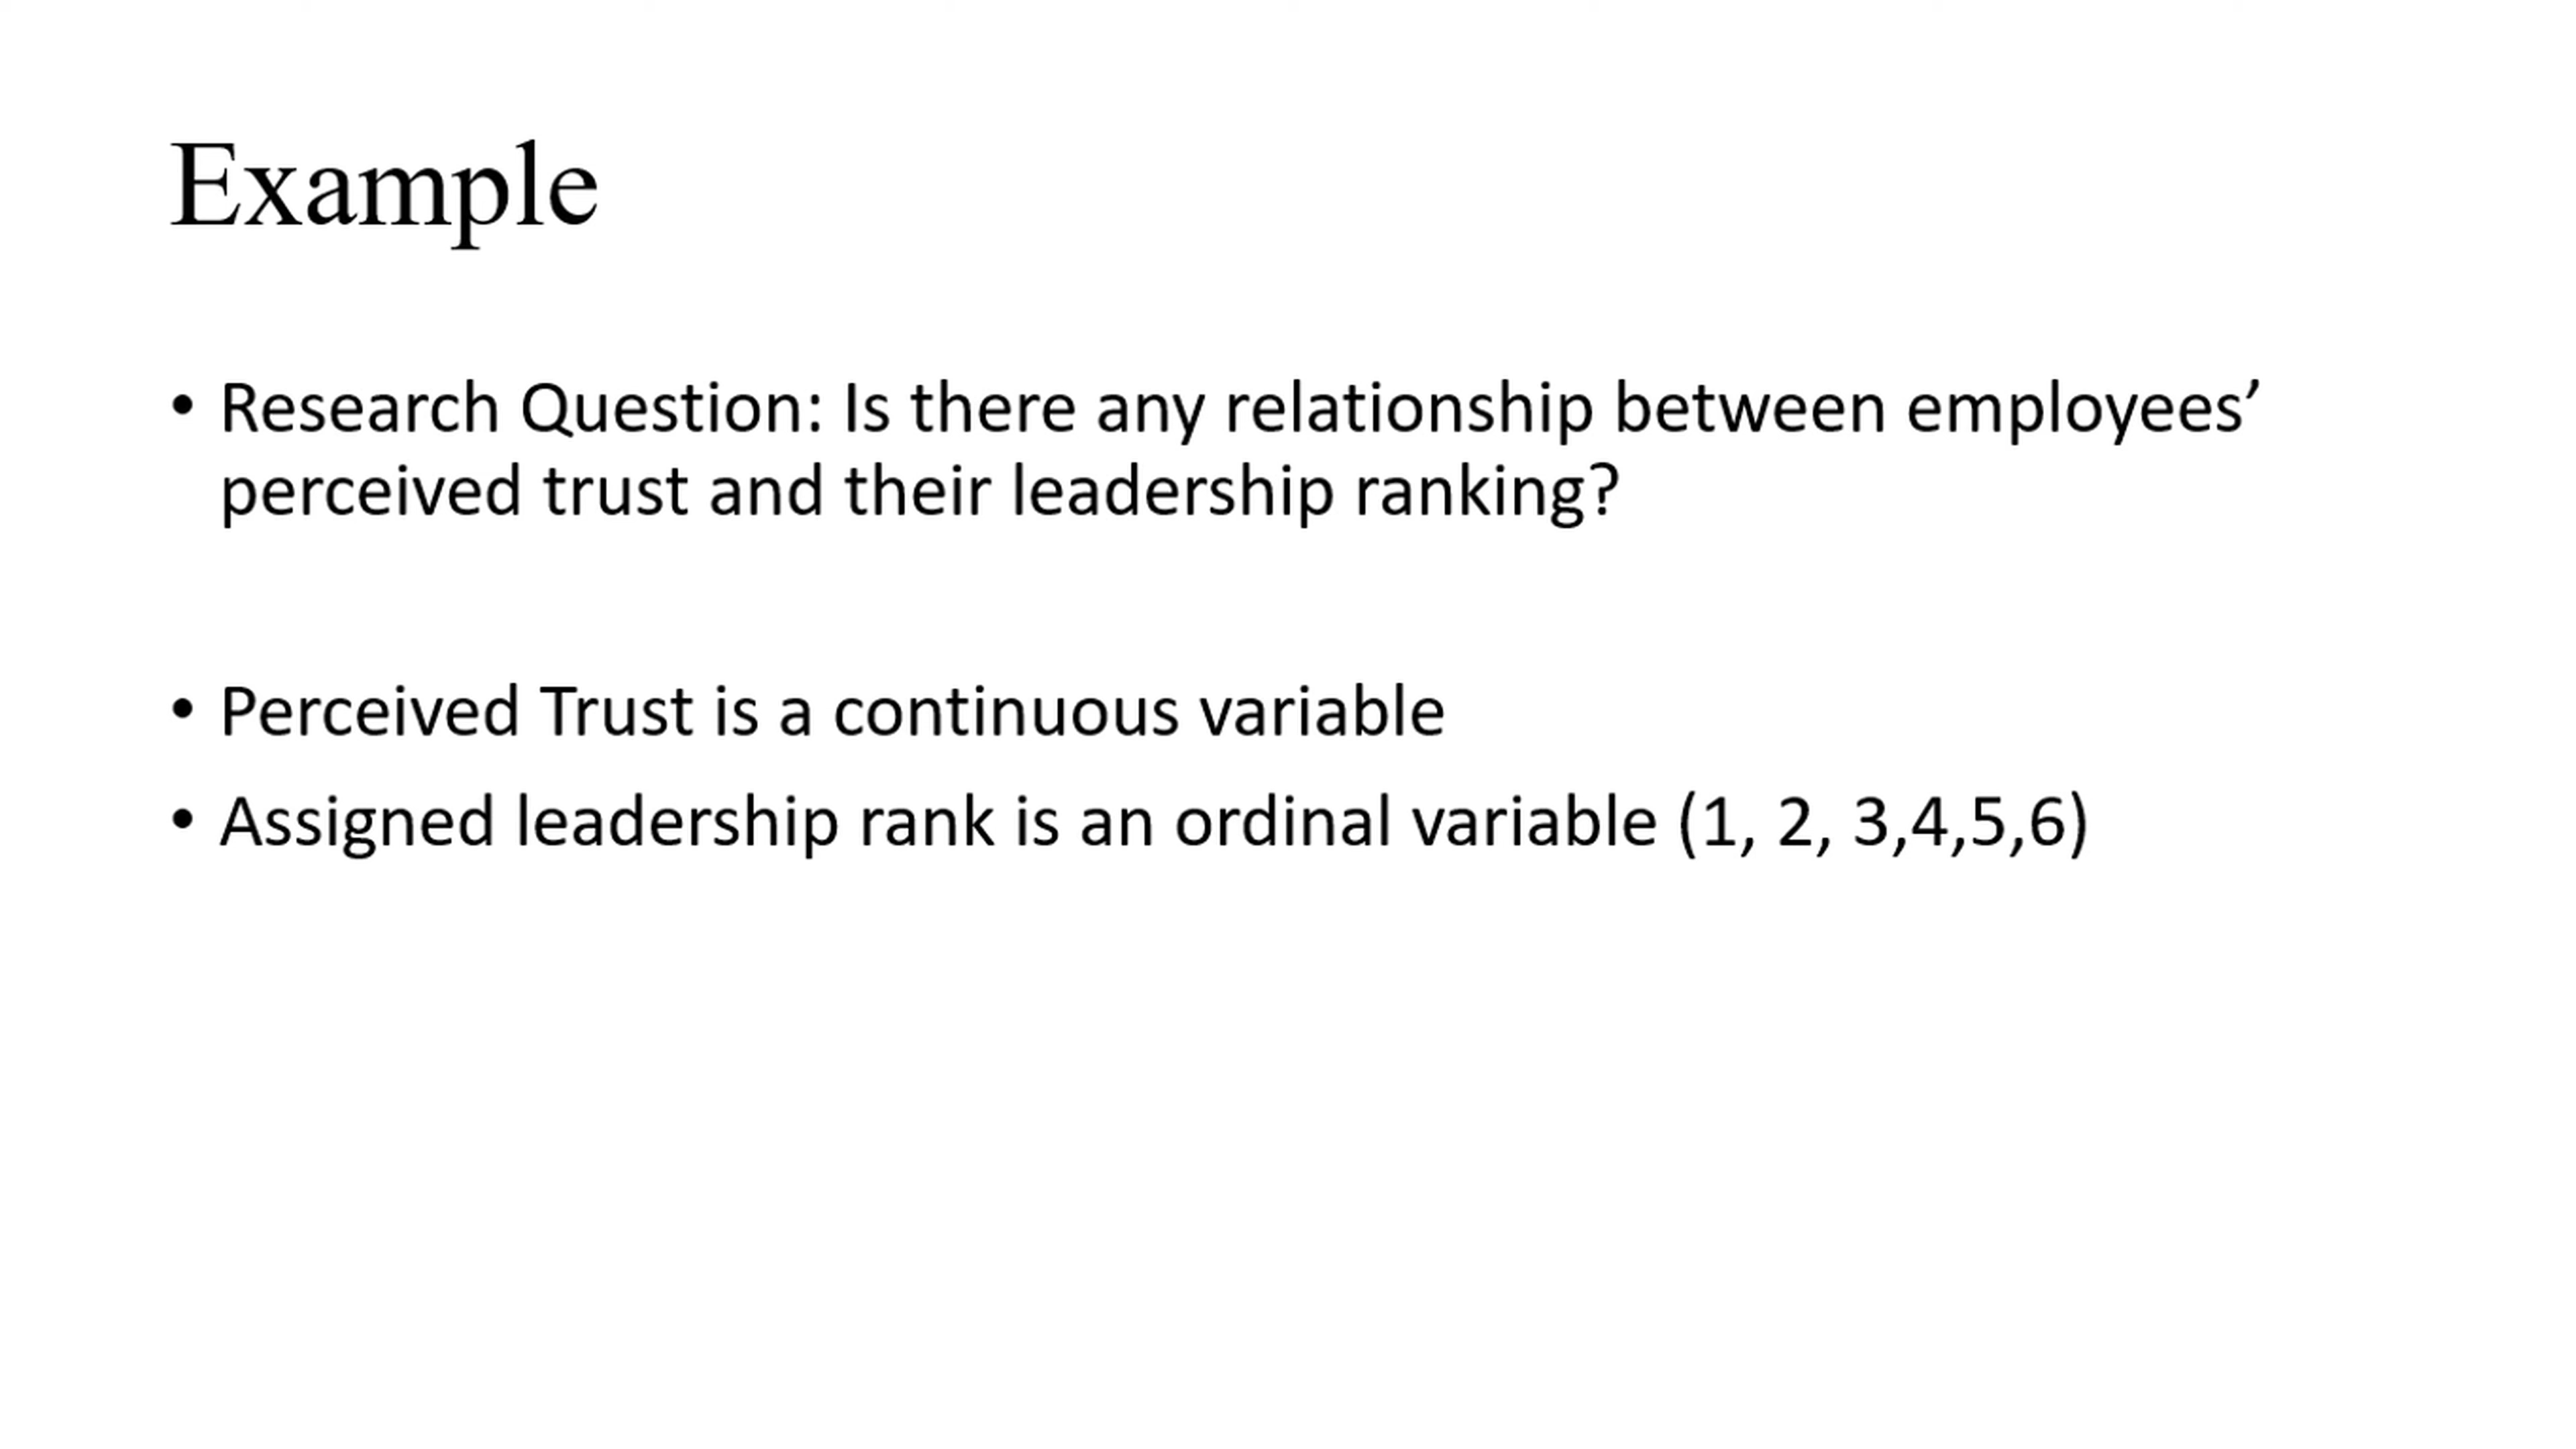 Example
• Research Question: Is there any relationship between employees’
perceived trust and their leadership ranking?
• Perceived Trust is a continuous variable
• Assigned leadership rank is an ordinal variable (1, 2, 3,4,5,6)